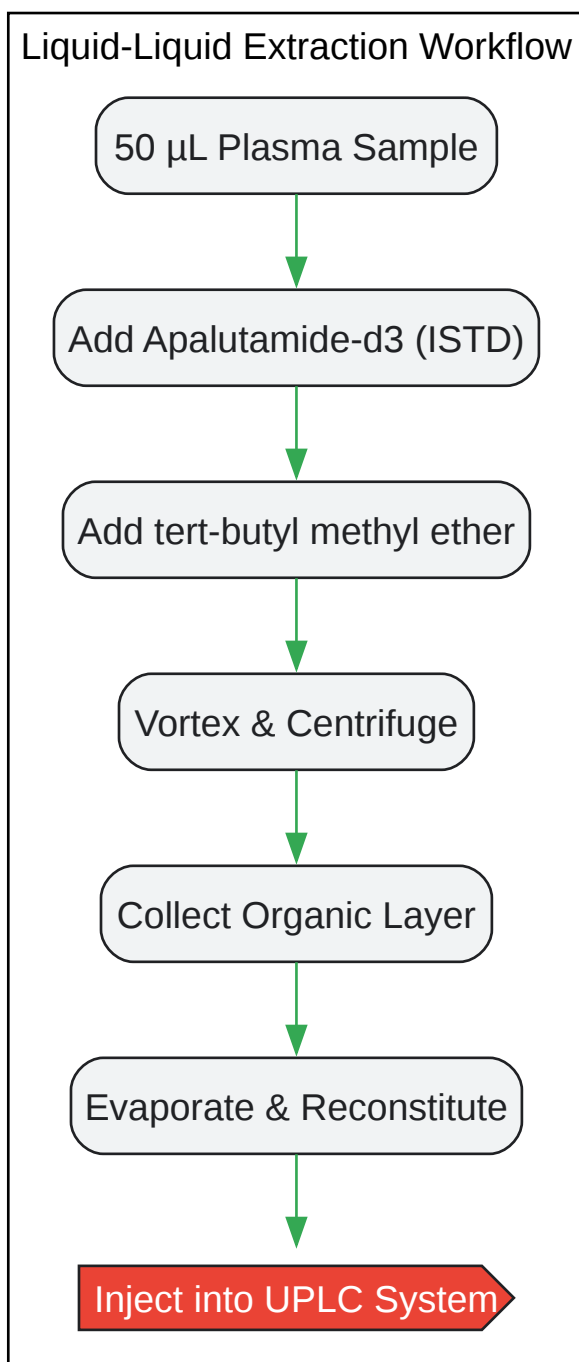 Liquid-Liquid Extraction Workflow
50 µL Plasma Sample
Add Apalutamide-d3 (ISTD)
Add tert-butyl methyl ether
Vortex & Centrifuge
Collect Organic Layer
Evaporate & Reconstitute
Inject into UPLC System